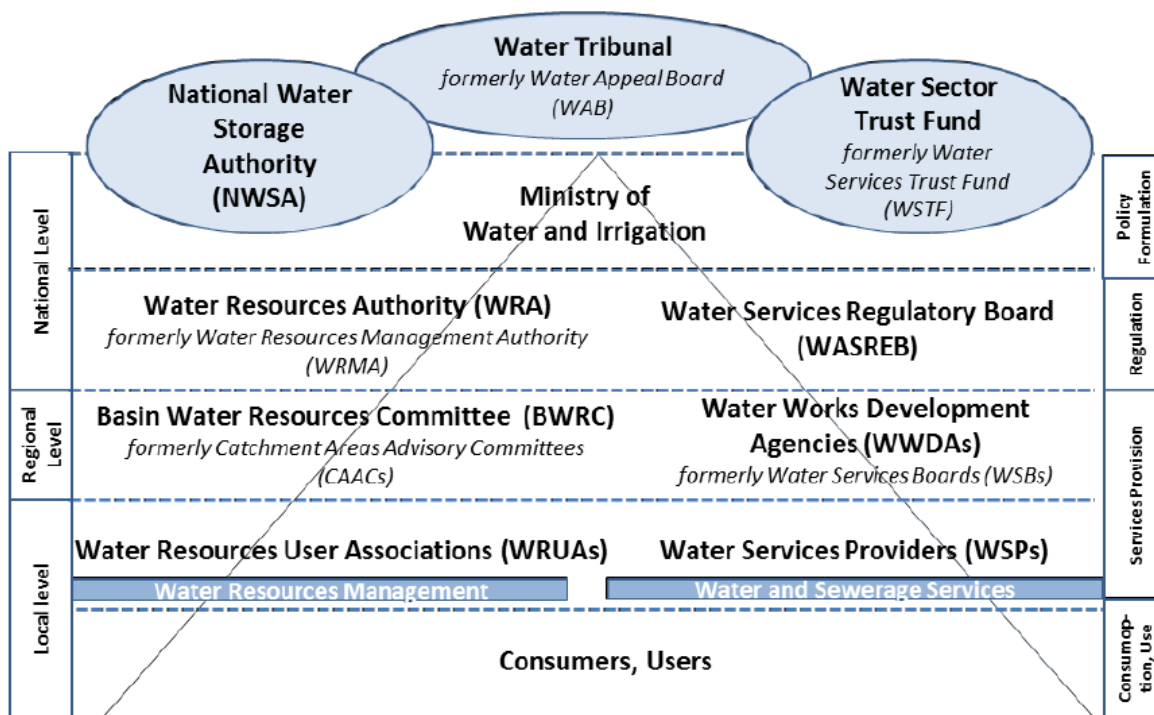 Water Tribunal
formerly Water Appeal Board
(WAB)
National Water
Storage
Authority
(NWSA)
Water Sector
Trust Fund
formerly Water
Services Trust Fund
(WSTF)
National Level
Ministry of
Water and Irrigation
Policy
Formulation
Water Resources Authority (WRA)
formerly Water Resources Management Authority
(WRMA)
Water Services Regulatory Board
(WASREB)
Regulation
Regional
Level
Basin Water Resources Committee (BWRC)
formerly Catchment Areas Advisory Committees
(CAACs)
Water Works Development
Agencies (WWDAs)
formerly Water Services Boards (WSBs)
Services Provision
Local level
Water Resources User Associations (WRUAs)
Water Services Providers (WSPs)
Water Resources Management
Water and Sewerage Services
Consumers, Users
Consumop-
tion, Use